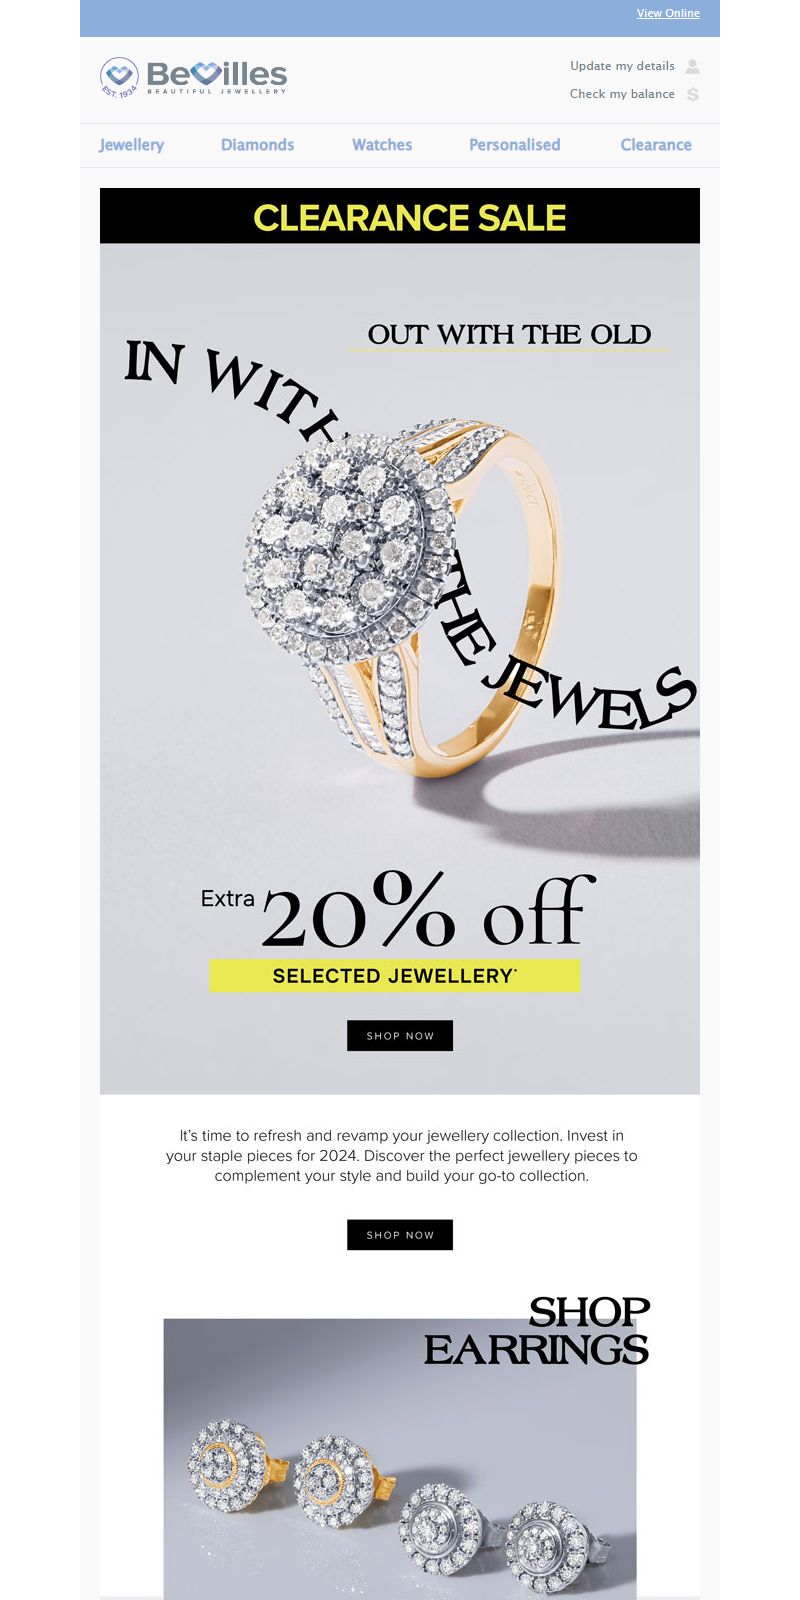 View Online
BeVilles
BEAUTIFUL JEWELLERY
EST. 1934
Update my details
Check my balance
$
Jewellery Diamonds Watches Personalised Clearance
CLEARANCE SALE
OUT WITH THE OLD
IN WITH THE JEWELS
Extra 20% off
SELECTED JEWELLERY*
SHOP NOW
It's time to refresh and revamp your jewellery collection. Invest in
your staple pieces for 2024. Discover the perfect jewellery pieces to
complement your style and build your go-to collection.
SHOP NOW
SHOP
EARRINGS